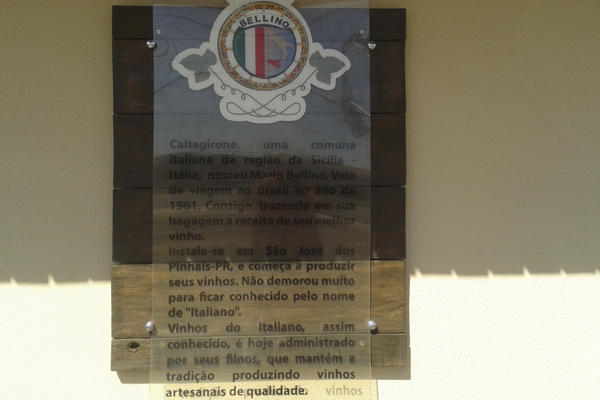 BELLINO
Caltagirone, uma comuna
italiana da região da Sicília -
Itália, nasceu Mario Bellino. Veio
de viagem ao Brasil no ano de
1961. Consigo, trazendo em sua
bagagem a receita de seu melhor
vinho.
Instala-se em São José dos
Pinhais-PR, e começa a produzir
seus vinhos. Não demorou muito
para ficar conhecido pelo nome
de "Italiano".
Vinhos do Italiano, assim
conhecido, é hoje administrado
por seus filhos, que mantém a
tradição produzindo vinhos
artesanais de qualidade.